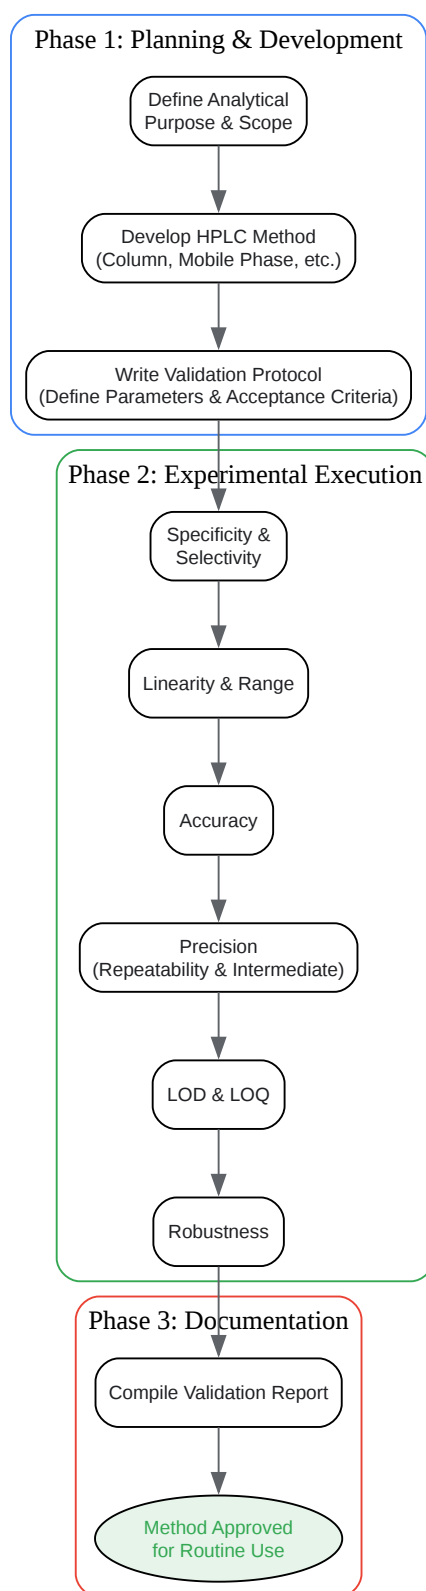 Phase 1: Planning & Development
Define Analytical
Purpose & Scope
Develop HPLC Method
(Column, Mobile Phase, etc.)
Write Validation Protocol
(Define Parameters & Acceptance Criteria)
Phase 2: Experimental Execution
Specificity &
Selectivity
Linearity & Range
Accuracy
Precision
(Repeatability & Intermediate)
LOD & LOQ
Robustness
Phase 3: Documentation
Compile Validation Report
Method Approved
for Routine Use